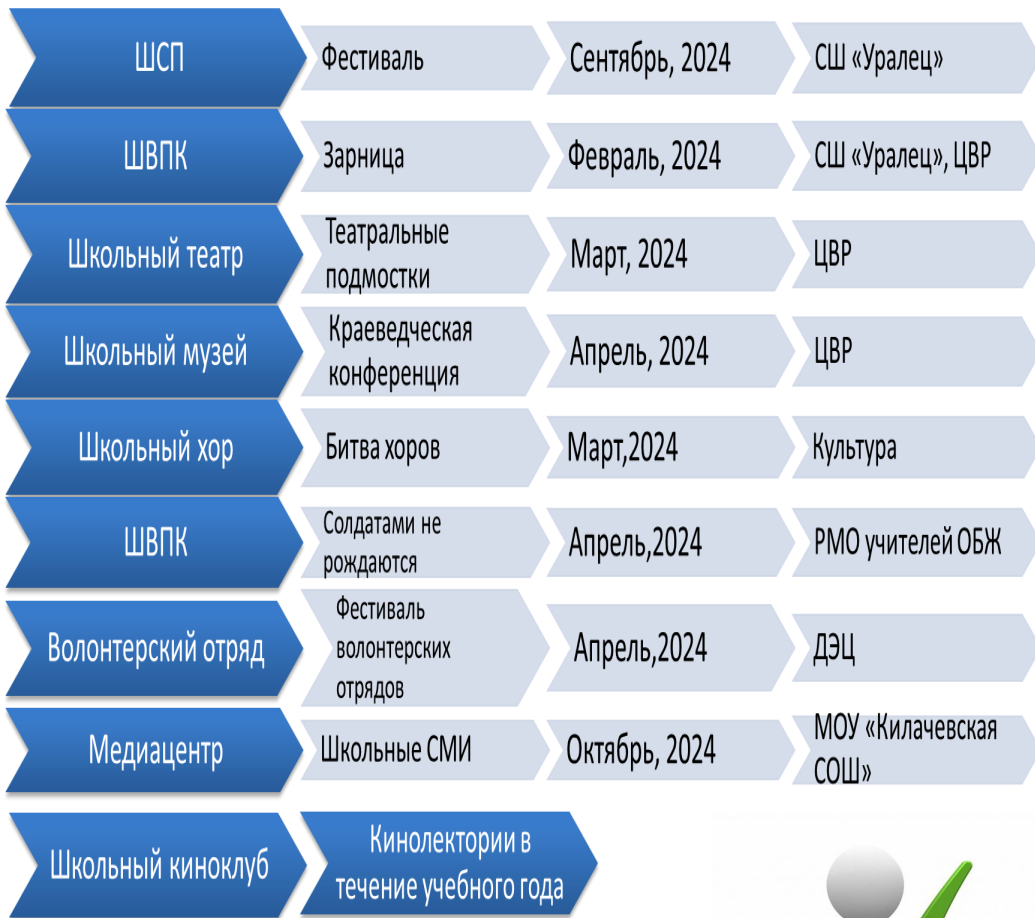 ШСП
Фестиваль
Сентябрь, 2024
СШ «Уралец»
ШВПК
Зарница
Февраль, 2024
СШ «Уралец», ЦВР
Школьный театр
Театральные
подмостки
Март, 2024
ЦВР
Школьный музей
Краеведческая
конференция
Апрель, 2024
ЦВР
Школьный хор
Битва хоров
Март,2024
Культура
ШВПК
Солдатами не
рождаются
Апрель,2024
РМО учителей ОБЖ
Волонтерский отряд
Фестиваль
волонтерских
отрядов
Апрель,2024
ДЭЦ
Медиацентр
Школьные СМИ
Октябрь, 2024
МОУ «Килачевская
СОШ»
Школьный киноклуб
Кинолектории в
течение учебного года